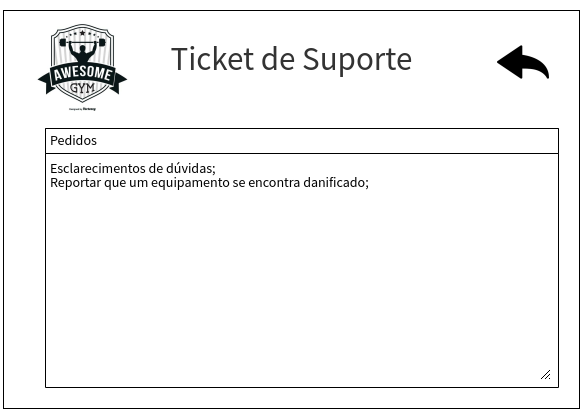 AWESOME
GYM
Ticket de Suporte
Pedidos
Esclarecimentos de dúvidas;
Reportar que um equipamento se encontra danificado;